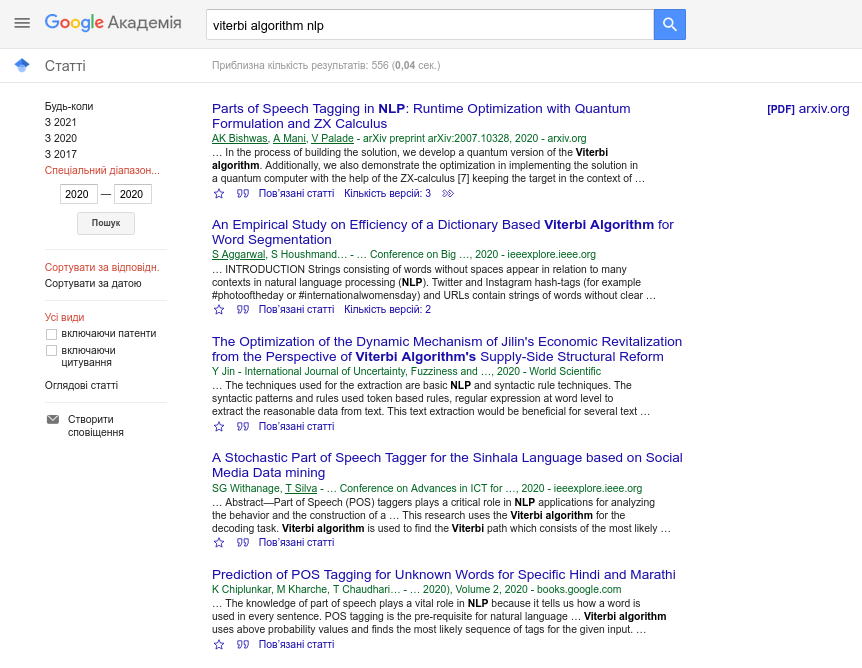 Google Академія
viterbi algorithm nlp
Статті
Приблизна кількість результатів: 556 (0,04 сек.)
Будь-коли
З 2021
З 2020
З 2017
Спеціальний діапазон...
2020 — 2020
Пошук
Сортувати за відповідн.
Сортувати за датою
Усі види
включаючи патенти
включаючи
цитування
Оглядові статті
Створити
сповіщення
Parts of Speech Tagging in NLP: Runtime Optimization with Quantum
Formulation and ZX Calculus
AK Bishwas, A Mani, V Palade - arXiv preprint arXiv:2007.10328, 2020 - arxiv.org
... In the process of building the solution, we develop a quantum version of the Viterbi
algorithm. Additionally, we also demonstrate the optimization in implementing the solution in
a quantum computer with the help of the ZX-calculus [7] keeping the target in the context of ...
Пов'язані статті Кількість версій: 3
[PDF] arxiv.org
An Empirical Study on Efficiency of a Dictionary Based Viterbi Algorithm for
Word Segmentation
S Aggarwal, S Houshmand... - ... Conference on Big ..., 2020 - ieeexplore.ieee.org
... INTRODUCTION Strings consisting of words without spaces appear in relation to many
contexts in natural language processing (NLP). Twitter and Instagram hash-tags (for example
#photooftheday or #internationalwomensday) and URLs contain strings of words without clear ...
Пов'язані статті Кількість версій: 2
The Optimization of the Dynamic Mechanism of Jilin's Economic Revitalization
from the Perspective of Viterbi Algorithm's Supply-Side Structural Reform
Y Jin - International Journal of Uncertainty, Fuzziness and ..., 2020 - World Scientific
... The techniques used for the extraction are basic NLP and syntactic rule techniques. The
syntactic patterns and rules used token based rules, regular expression at word level to
extract the reasonable data from text. This text extraction would be beneficial for several text ...
Пов'язані статті
A Stochastic Part of Speech Tagger for the Sinhala Language based on Social
Media Data mining
SG Withanage, T Silva - ... Conference on Advances in ICT for ..., 2020 - ieeexplore.ieee.org
... Abstract—Part of Speech (POS) taggers plays a critical role in NLP applications for analyzing
the behavior and the construction of a ... This research uses the Viterbi algorithm for the
decoding task. Viterbi algorithm is used to find the Viterbi path which consists of the most likely ...
Пов'язані статті
Prediction of POS Tagging for Unknown Words for Specific Hindi and Marathi
K Chiplunkar, M Kharche, T Chaudhari... - ... 2020), Volume 2, 2020 - books.google.com
... The knowledge of part of speech plays a vital role in NLP because it tells us how a word is
used in every sentence. POS tagging is the pre-requisite for natural language ... Viterbi algorithm
uses above probability values and finds the most likely sequence of tags for the given input. ...
Пов'язані статті